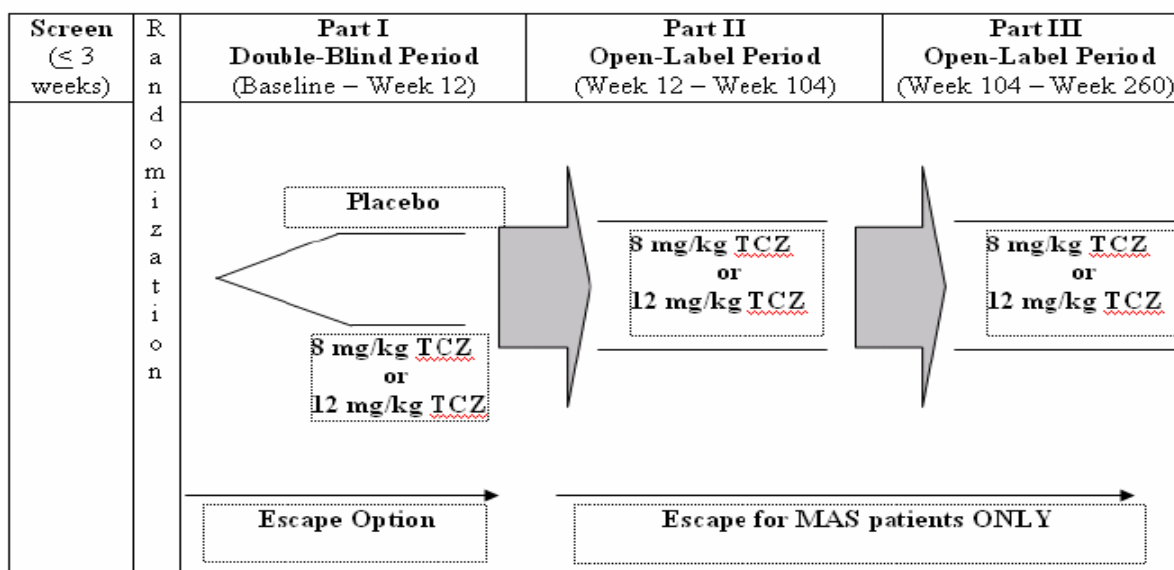 Screen
(≤ 3
weeks)
Randomization
Part I
Double-Blind Period
(Baseline – Week 12)
Part II
Open-Label Period
(Week 12 – Week 104)
Part III
Open-Label Period
(Week 104 – Week 260)
Placebo
8 mg/kg TCZ
or
12 mg/kg TCZ
8 mg/kg TCZ
or
12 mg/kg TCZ
8 mg/kg TCZ
or
12 mg/kg TCZ
Escape Option
Escape for MAS patients ONLY